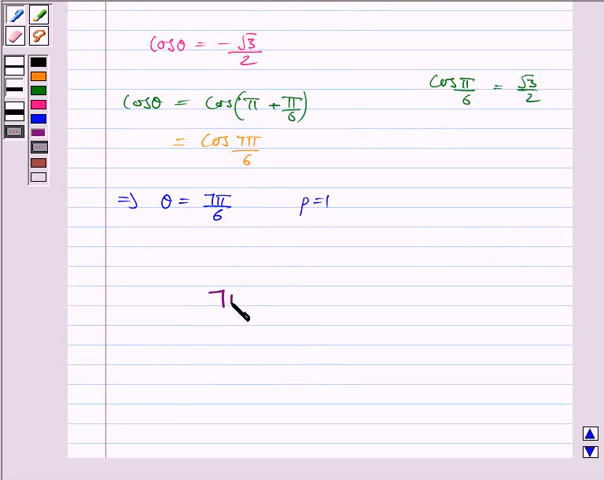 cosθ = -√3/2
cos π/6 = √3/2
cosθ = cos(π + π/6)
= cos 7π/6
⇒ θ = 7π/6 p=1